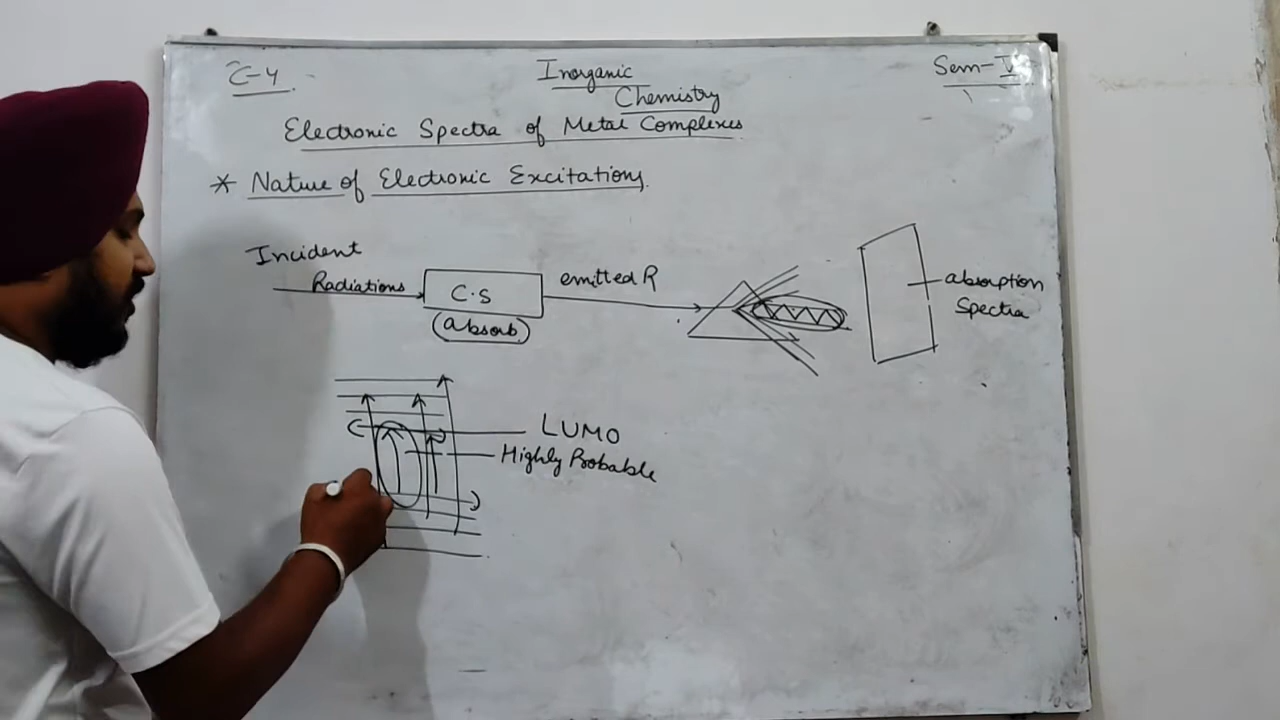 C-4
Inorganic
Chemistry
Sem-V
Electronic Spectra of Metal Complexes
* Nature of Electronic Excitations.
Incident
Radiations
C.S
(absorb)
emitted R
absorption
Spectra
LUMO
Highly Probable